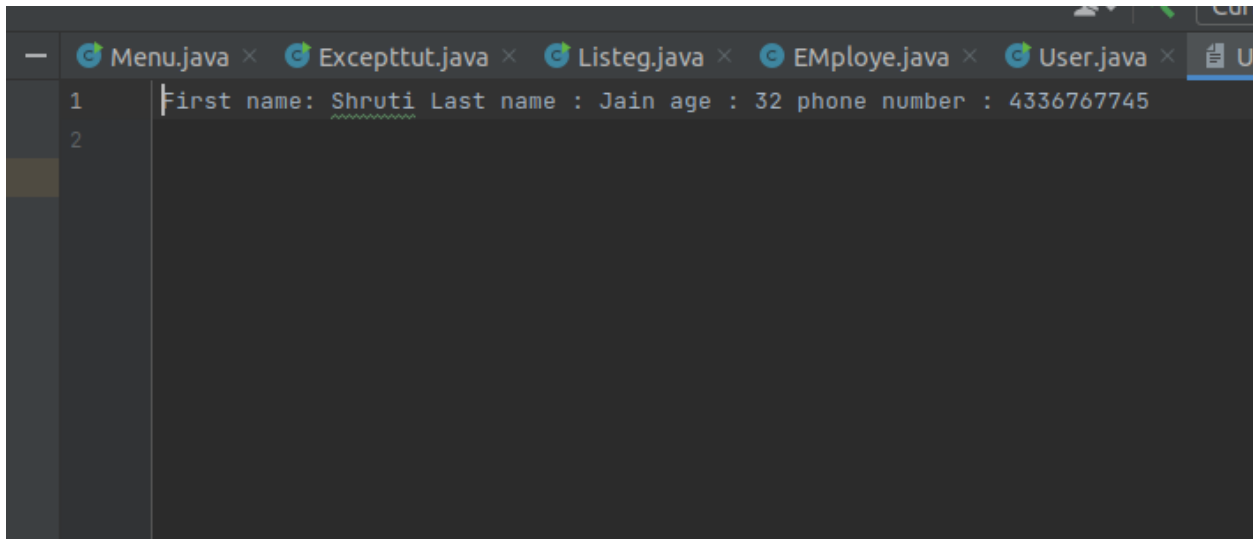 Menu.java Excepttut.java Listeg.java EMploye.java User.java
1 First name: Shruti Last name : Jain age : 32 phone number : 4336767745
2